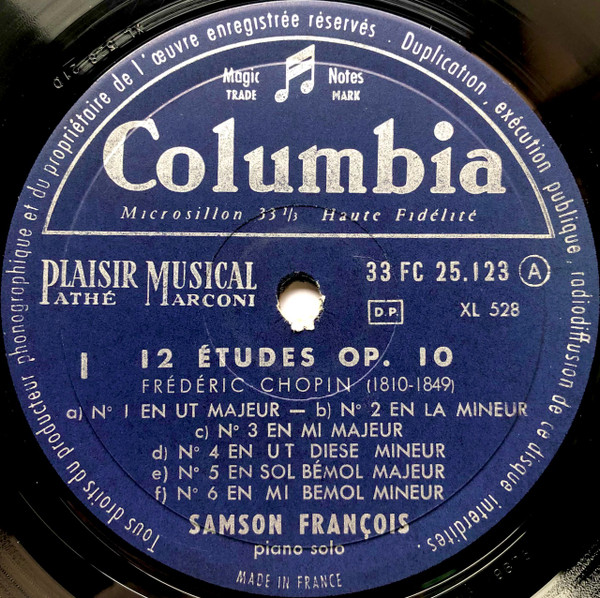 Tous droits du producteur phonographique et du propriétaire de l'œuvre enregistrée réservés. Duplication, exécution publique, radiodiffusion de ce disque interdites.
Magic Notes
TRADE MARK
Columbia
Microsillon 33 1/3 Haute Fidélité
PLAISIR MUSICAL
PATHÉ MARCONI
33 FC 25.123 A
D.P. XL 528
I 12 ÉTUDES OP. 10
FRÉDÉRIC CHOPIN (1810-1849)
a) N° 1 EN UT MAJEUR — b) N° 2 EN LA MINEUR
c) N° 3 EN MI MAJEUR
d) N° 4 EN UT DIESE MINEUR
e) N° 5 EN SOL BÉMOL MAJEUR
f) N° 6 EN MI BEMOL MINEUR
SAMSON FRANÇOIS
piano solo
MADE IN FRANCE